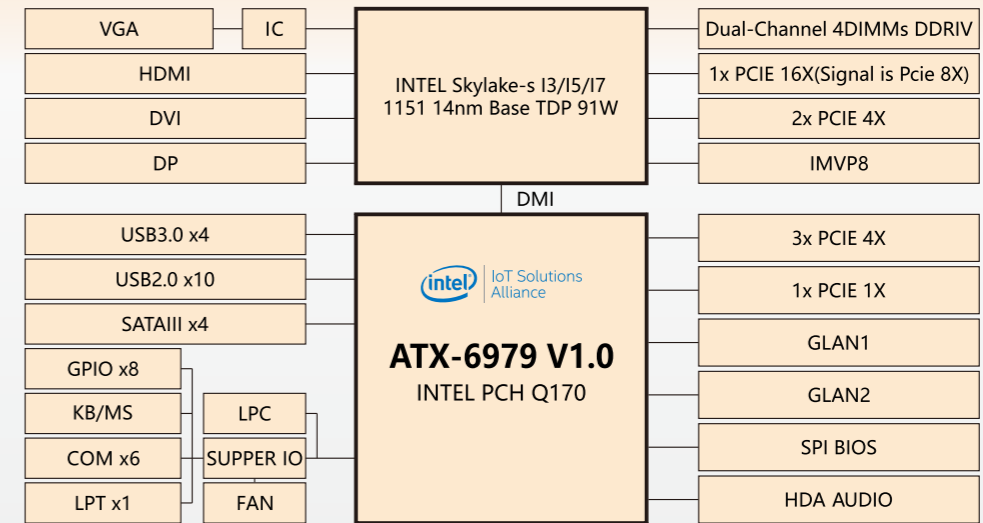 VGA
IC
HDMI
DVI
DP
INTEL Skylake-s I3/I5/I7
1151 14nm Base TDP 91W
Dual-Channel 4DIMMs DDRIV
1x PCIE 16X(Signal is Pcie 8X)
2x PCIE 4X
IMVP8
DMI
USB3.0 x4
USB2.0 x10
SATAIII x4
GPIO x8
KB/MS
COM x6
LPT x1
LPC
SUPPER IO
FAN
intel
IoT Solutions
Alliance
ATX-6979 V1.0
INTEL PCH Q170
3x PCIE 4X
1x PCIE 1X
GLAN1
GLAN2
SPI BIOS
HDA AUDIO